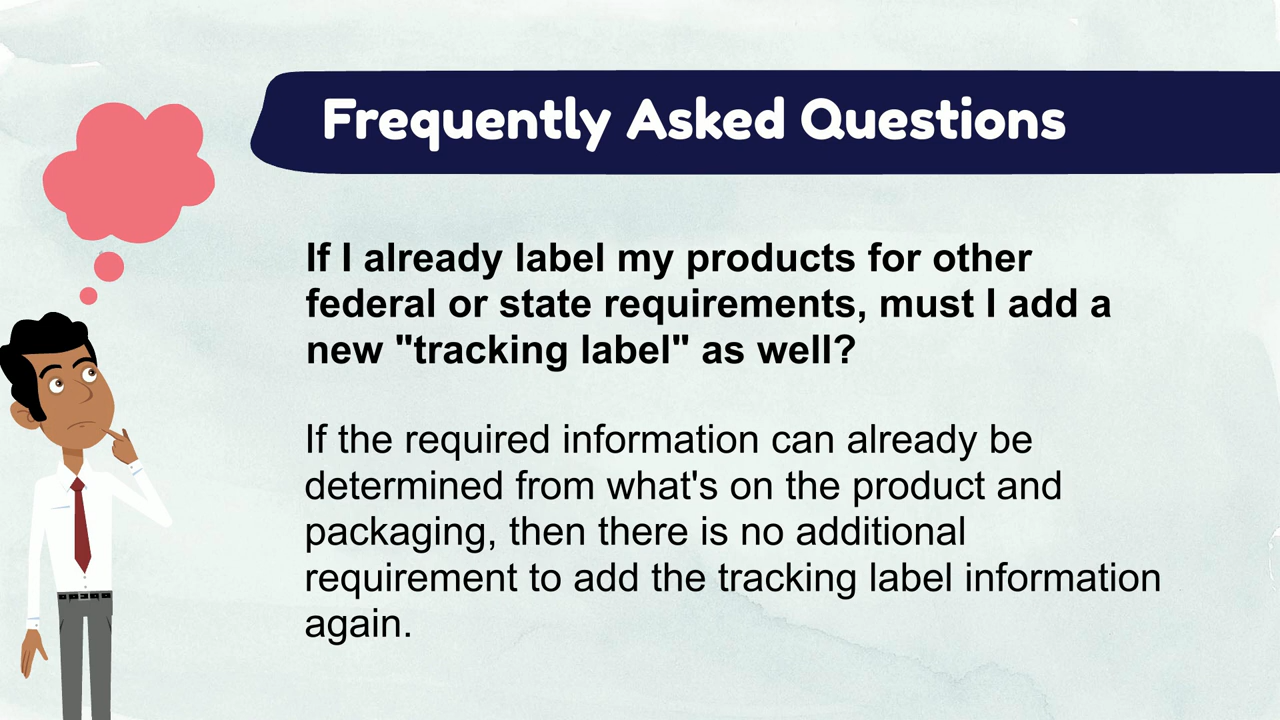 Frequently Asked Questions
If I already label my products for other
federal or state requirements, must I add a
new "tracking label" as well?
If the required information can already be
determined from what's on the product and
packaging, then there is no additional
requirement to add the tracking label information
again.